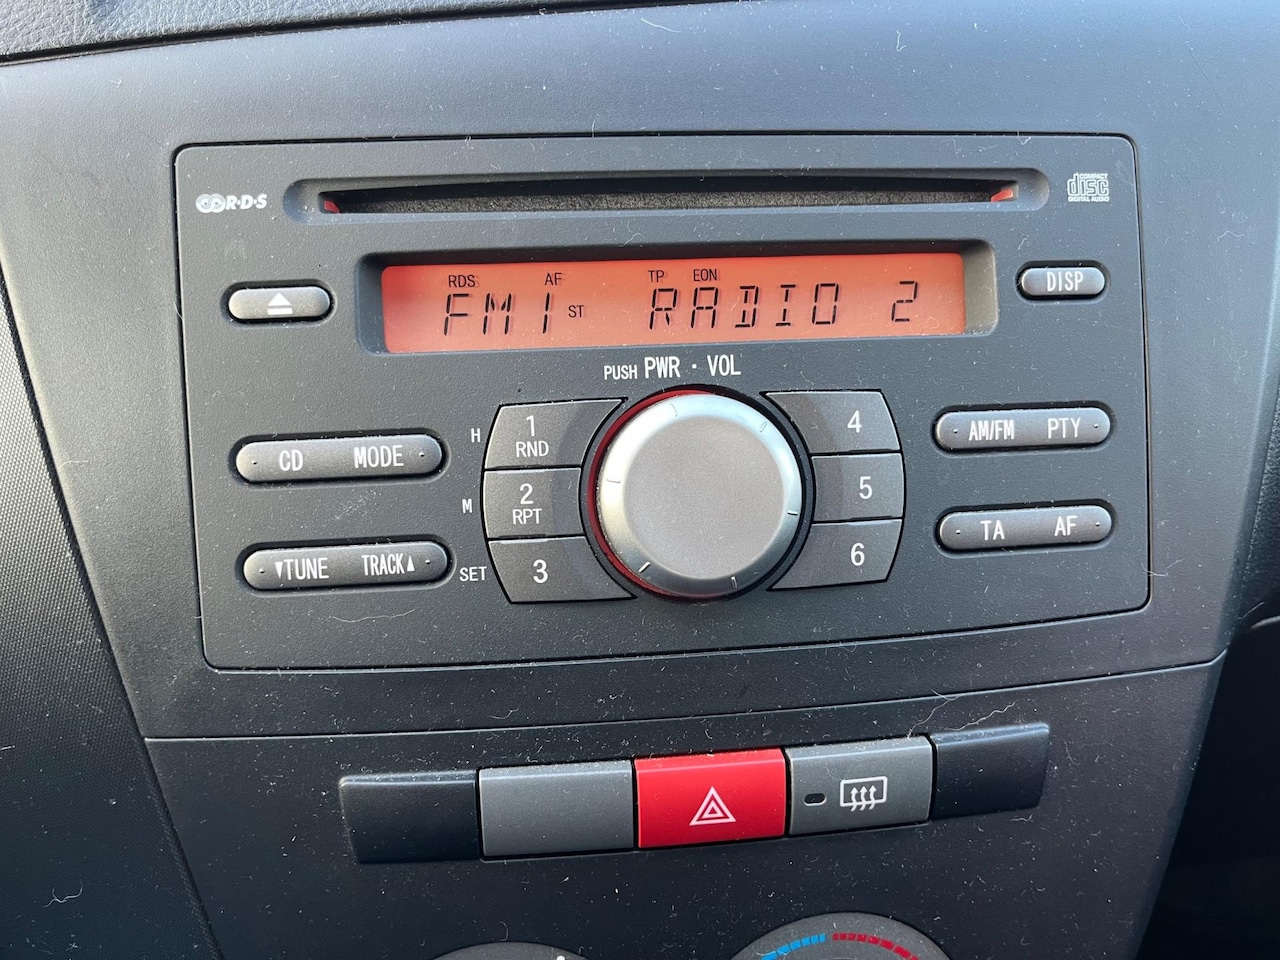 R·D·S
COMPACT
disc
DIGITAL AUDIO
RDS AF TP EON
FM1 ST RADIO 2
DISP
PUSH PWR · VOL
CD MODE
H 1
RND
M 2
RPT
SET 3
4
5
6
AM/FM PTY
TA AF
▼TUNE TRACK▲